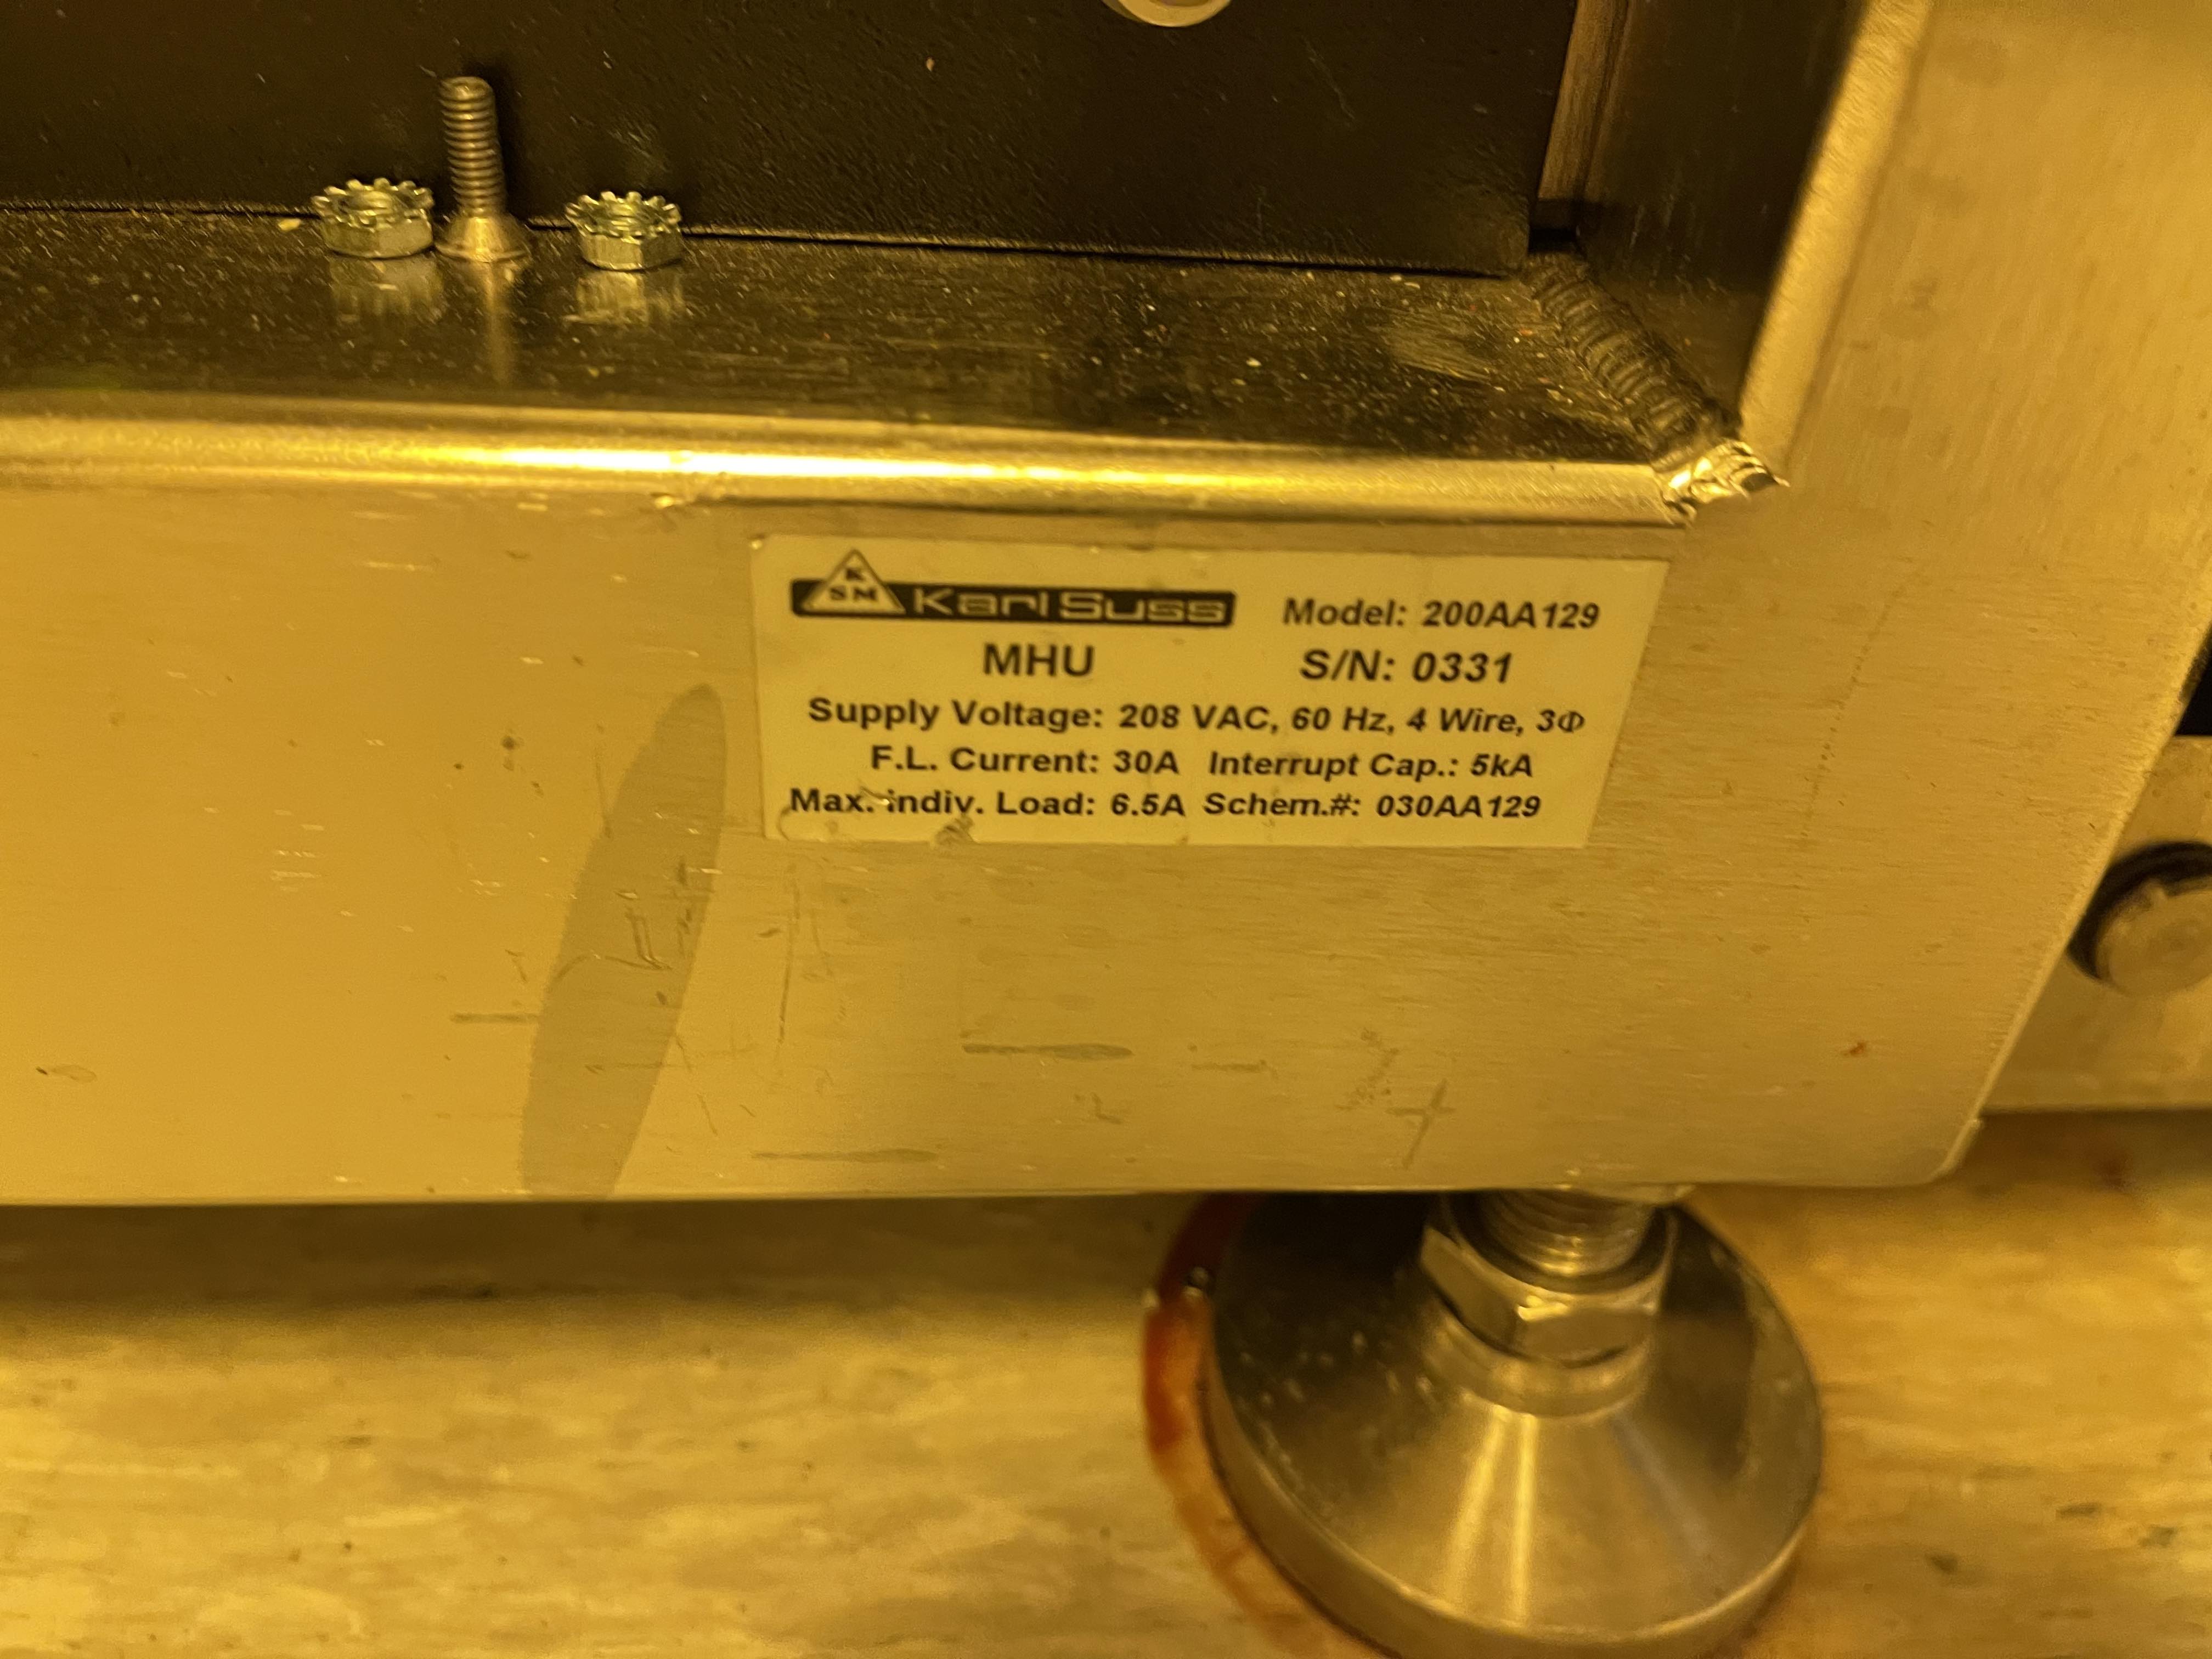 K
SM Karl Suss Model: 200AA129
MHU S/N: 0331
Supply Voltage: 208 VAC, 60 Hz, 4 Wire, 3Φ
F.L. Current: 30A Interrupt Cap.: 5kA
Max. indiv. Load: 6.5A Schem.#: 030AA129